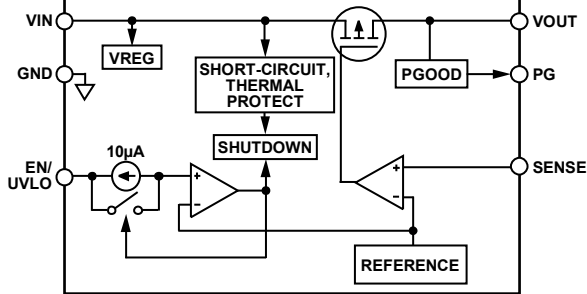 VIN
VOUT
VREG
GND
SHORT-CIRCUIT,
THERMAL
PROTECT
PGOOD
PG
SHUTDOWN
10µA
EN/
UVLO
+
–
+
–
SENSE
REFERENCE